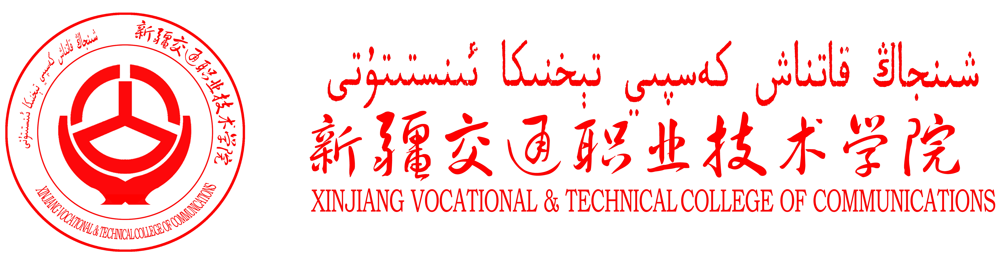 شىنجاڭ قاتناش كەسپىي تېخنىكا ئىنستىتۇتى
新疆交通职业技术学院
XINJIANG VOCATIONAL & TECHNICAL COLLEGE OF COMMUNICATIONS
شىنجاڭ قاتناش كەسپىي تېخنىكا ئىنستىتۇتى
新疆交通职业技术学院
XINJIANG VOCATIONAL & TECHNICAL COLLEGE OF COMMUNICATIONS